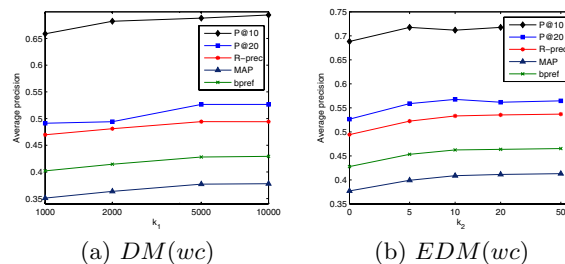 0.65
0.6
0.55
0.5
0.45
0.4
0.35
Average precision
1000 2000 5000 10000
k1
P@10
P@20
R-prec
MAP
bpref
(a) DM(wc)
0.75
0.7
0.65
0.6
0.55
0.5
0.45
0.4
0.35
Average precision
0 5 10 20 50
k2
P@10
P@20
R-prec
MAP
bpref
(b) EDM(wc)